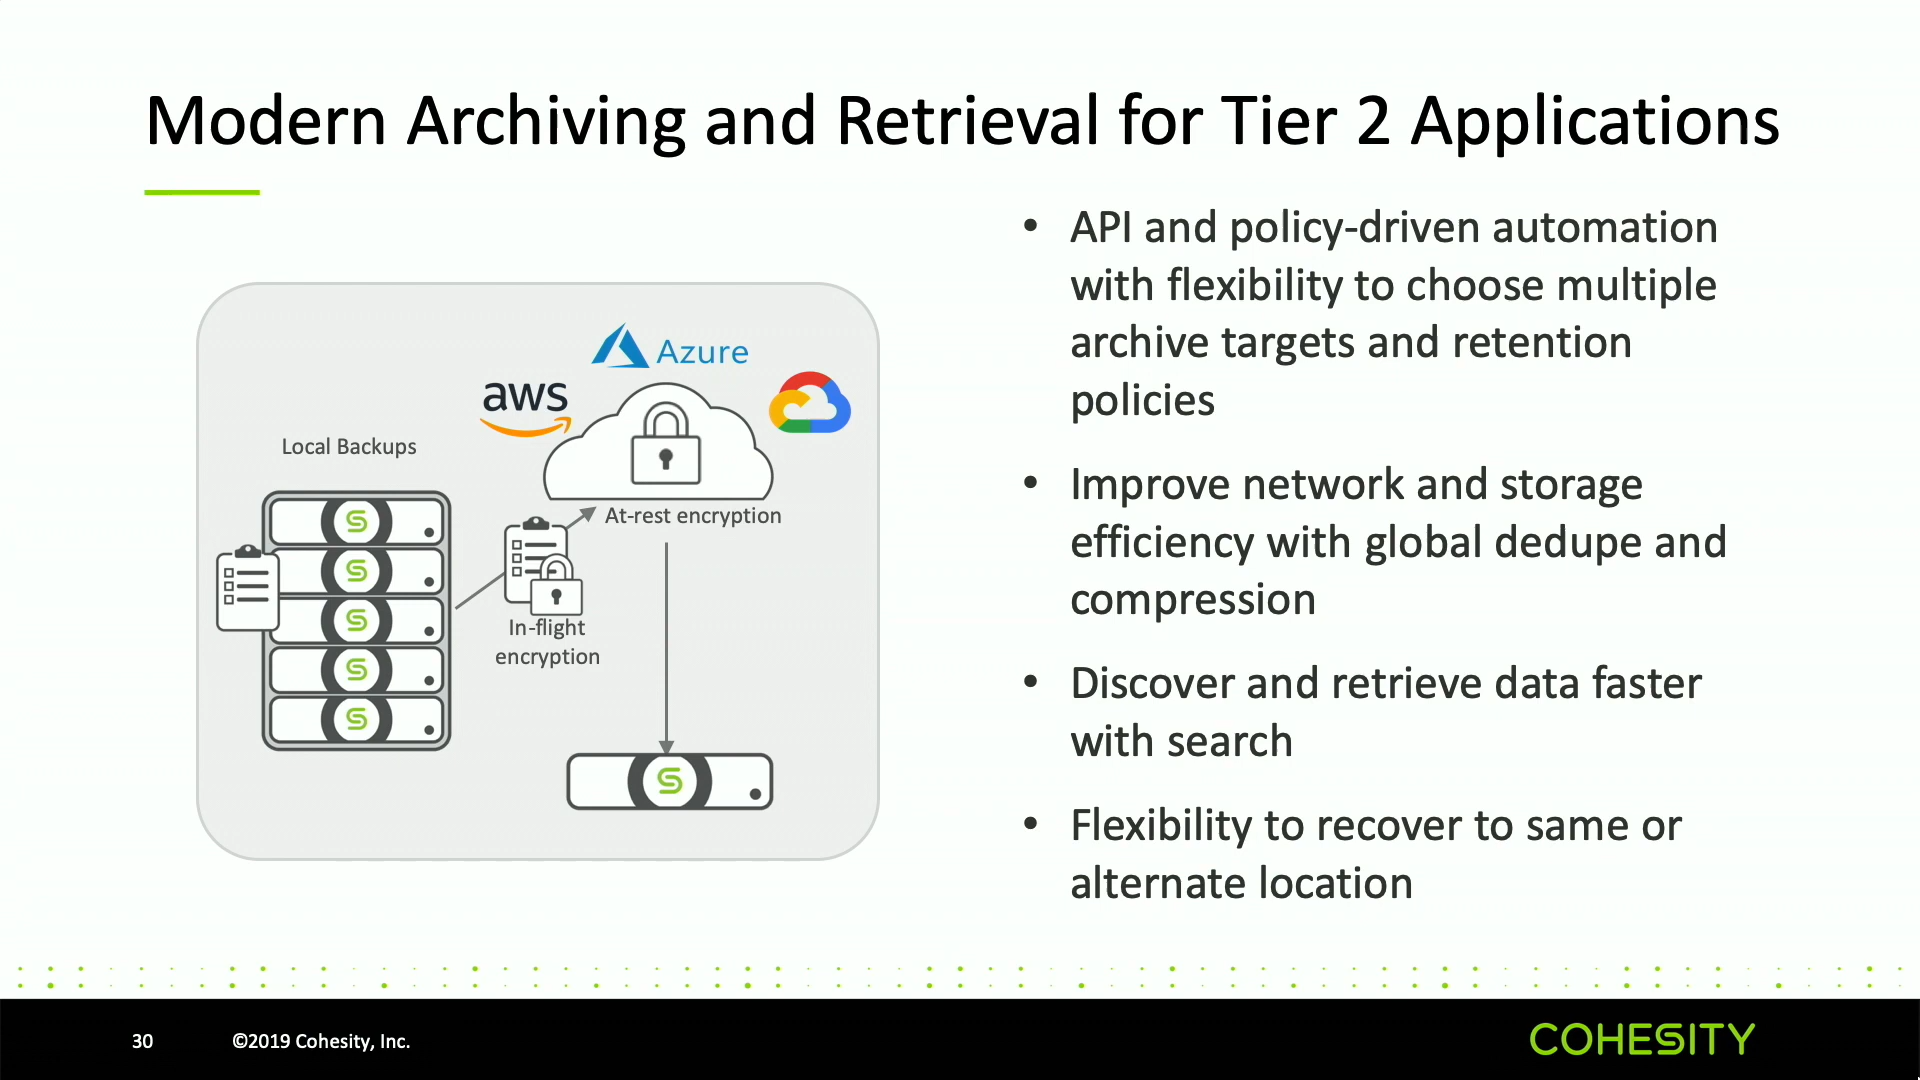 Modern Archiving and Retrieval for Tier 2 Applications
Local Backups
aws
Azure
At-rest encryption
In-flight
encryption
• API and policy-driven automation
with flexibility to choose multiple
archive targets and retention
policies
• Improve network and storage
efficiency with global dedupe and
compression
• Discover and retrieve data faster
with search
• Flexibility to recover to same or
alternate location
30
©2019 Cohesity, Inc.
COHESITY